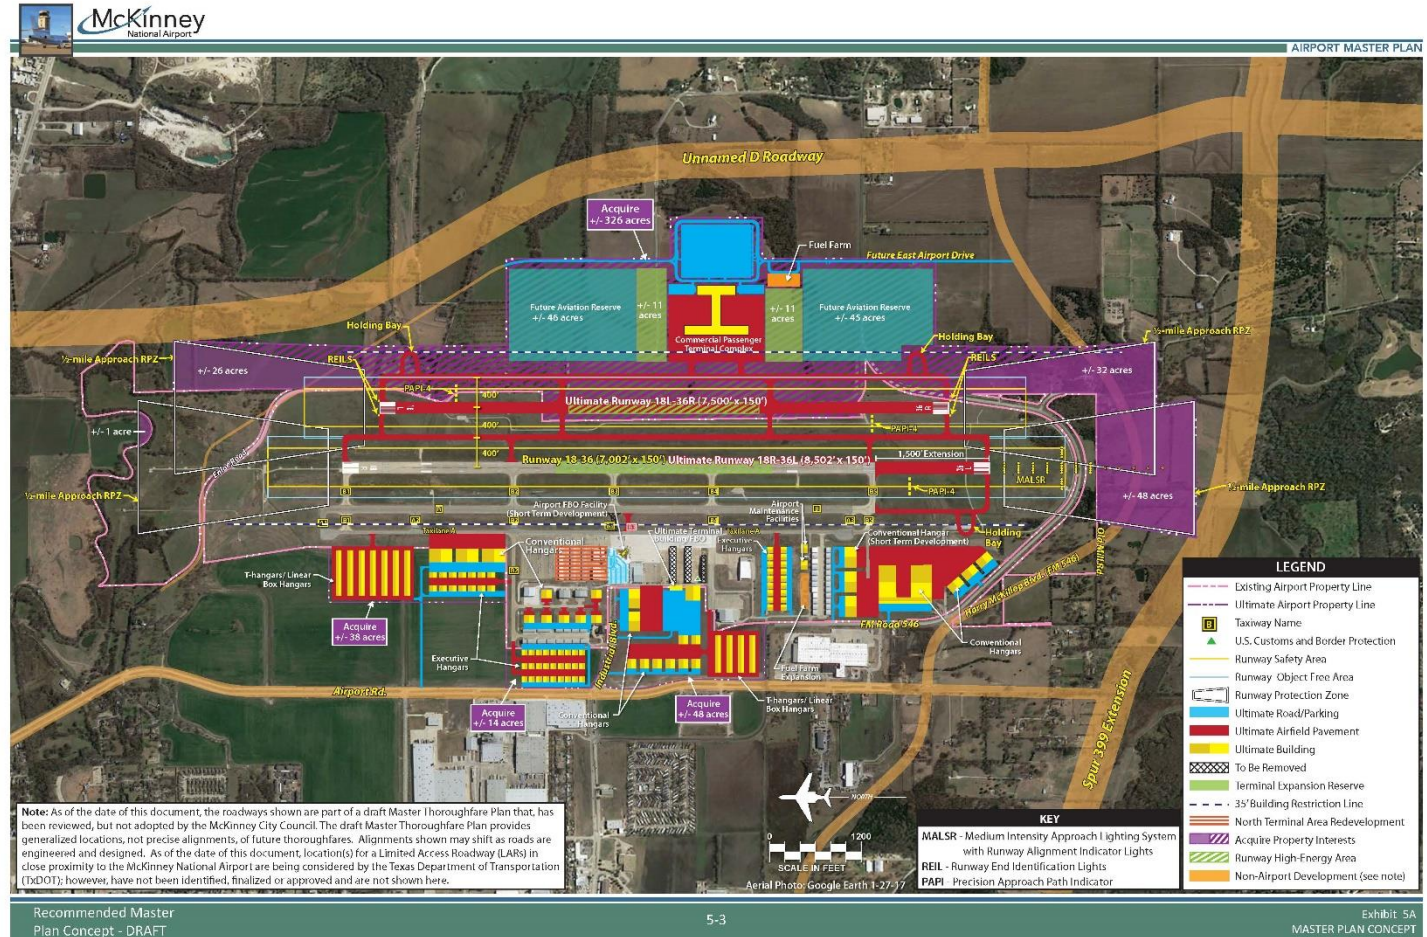 McKinney
National Airport
AIRPORT MASTER PLAN
Unnamed D Roadway
Acquire
+/- 326 acres
Fuel Farm
Future East Airport Drive
Future Aviation Reserve
+/- 46 acres
+/- 11
acres
+/- 11
acres
Future Aviation Reserve
+/- 45 acres
Commercial Passenger
Terminal Complex
Holding Bay
Holding Bay
½-mile Approach RPZ
½-mile Approach RPZ
REILS
REILS
+/- 26 acres
+/- 32 acres
PAPI-4
400'
Ultimate Runway 18L-36R (7,500' x 150')
+/- 1 acre
400'
PAPI-4
400'
Runway 18-36 (7,002' x 150')
Ultimate Runway 18R-36L (8,502' x 150')
1,500' Extension
MALSR
PAPI-4
½-mile Approach RPZ
½-mile Approach RPZ
+/- 48 acres
Airport FBO Facility
(Short Term Development)
Airport
Maintenance
Facilities
Taxilane A
Taxilane A
Conventional
Hangar
Ultimate Terminal
Building/FBO
Executive
Hangars
Conventional Hangar
(Short Term Development)
Holding
Bay
Old Mill Rd.
T-hangars/ Linear
Box Hangars
Harry McKillop Blvd. (FM 546)
FM Road 546
Acquire
+/- 38 acres
Executive
Hangars
Industrial Blvd.
Conventional
Hangars
Fuel Farm
Expansion
Airport Rd.
Acquire
+/- 14 acres
Conventional
Hangars
Acquire
+/- 48 acres
T-hangars/ Linear
Box Hangars
Spur 399 Extension
LEGEND
Existing Airport Property Line
Ultimate Airport Property Line
B
Taxiway Name
U.S. Customs and Border Protection
Runway Safety Area
Runway Object Free Area
Runway Protection Zone
Ultimate Road/Parking
Ultimate Airfield Pavement
Ultimate Building
To Be Removed
Terminal Expansion Reserve
35' Building Restriction Line
North Terminal Area Redevelopment
Acquire Property Interests
Runway High-Energy Area
Non-Airport Development (see note)
Note: As of the date of this document, the roadways shown are part of a draft Master Thoroughfare Plan that, has
been reviewed, but not adopted by the McKinney City Council. The draft Master Thoroughfare Plan provides
generalized locations, not precise alignments, of future thoroughfares. Alignments shown may shift as roads are
engineered and designed. As of the date of this document, location(s) for a Limited Access Roadway (LARs) in
close proximity to the McKinney National Airport are being considered by the Texas Department of Transportation
(TxDOT); however, have not been identified, finalized or approved and are not shown here.
NORTH
0 1200
SCALE IN FEET
Aerial Photo: Google Earth 1-27-17
KEY
MALSR - Medium Intensity Approach Lighting System
with Runway Alignment Indicator Lights
REIL - Runway End Identification Lights
PAPI - Precision Approach Path Indicator
Recommended Master
Plan Concept - DRAFT
5-3
Exhibit 5A
MASTER PLAN CONCEPT